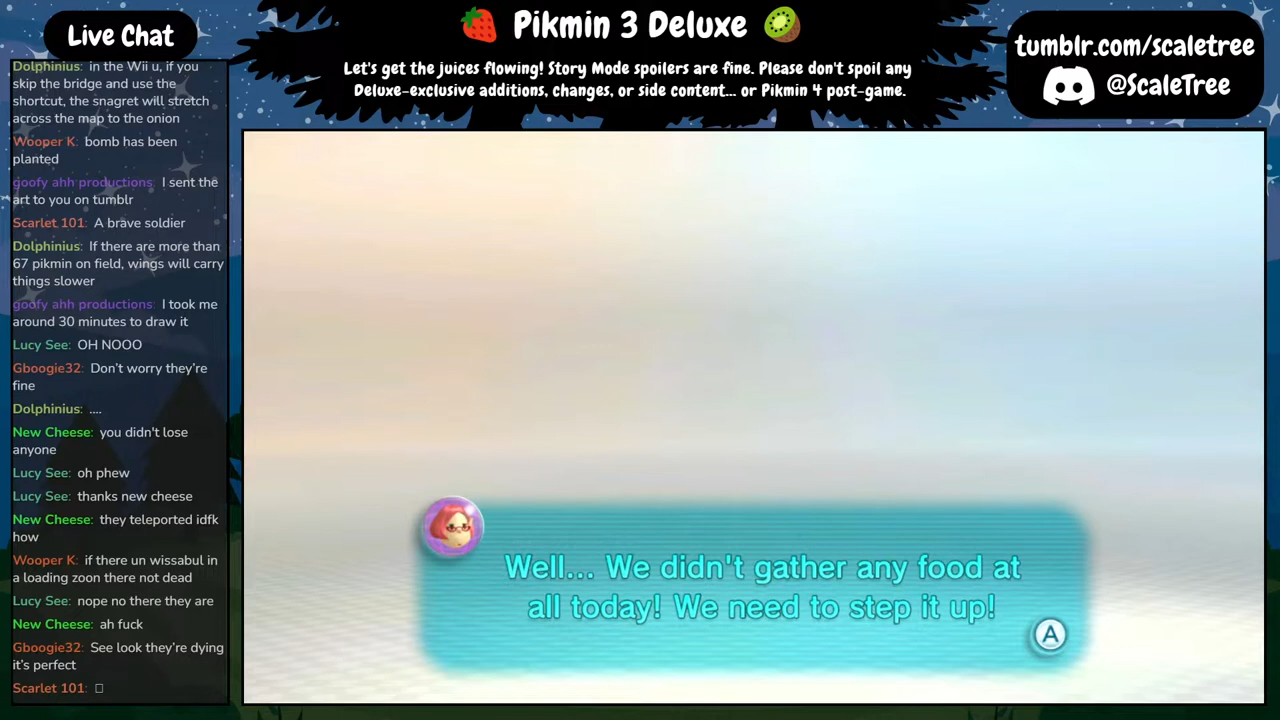 Live Chat
Dolphinius: in the Wii u, if you
skip the bridge and use the
shortcut, the snagret will stretch
across the map to the onion
Wooper K: bomb has been
planted
goofy ahh productions: I sent the
art to you on tumblr
Scarlet 101: A brave soldier
Dolphinius: If there are more than
67 pikmin on field, wings will carry
things slower
goofy ahh productions: I took me
around 30 minutes to draw it
Lucy See: OH NOOO
Gboogie32: Don't worry they're
fine
Dolphinius: ....
New Cheese: you didn't lose
anyone
Lucy See: oh phew
Lucy See: thanks new cheese
New Cheese: they teleported idfk
how
Wooper K: if there un wissabul in
a loading zoon there not dead
Lucy See: nope no there they are
New Cheese: ah fuck
Gboogie32: See look they're dying
it's perfect
Scarlet 101: □
🍓 Pikmin 3 Deluxe 🥝
Let's get the juices flowing! Story Mode spoilers are fine. Please don't spoil any
Deluxe-exclusive additions, changes, or side content... or Pikmin 4 post-game.
tumblr.com/scaletree
@ScaleTree
Well... We didn't gather any food at
all today! We need to step it up!
A